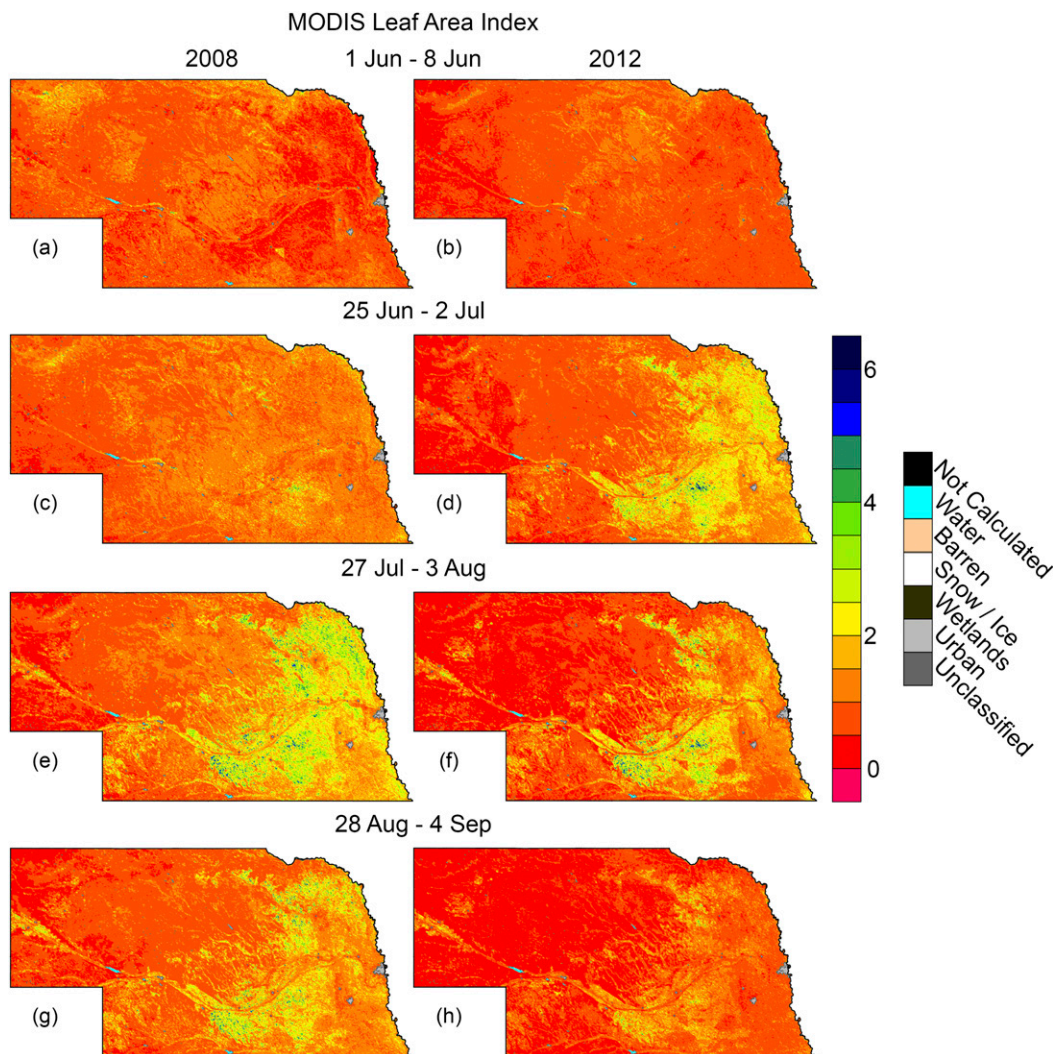 MODIS Leaf Area Index
2008 1 Jun - 8 Jun 2012
(a) (b)
25 Jun - 2 Jul
(c) (d)
27 Jul - 3 Aug
(e) (f)
28 Aug - 4 Sep
(g) (h)
6
4
2
0
Not Calculated
Water
Barren
Snow / Ice
Wetlands
Urban
Unclassified